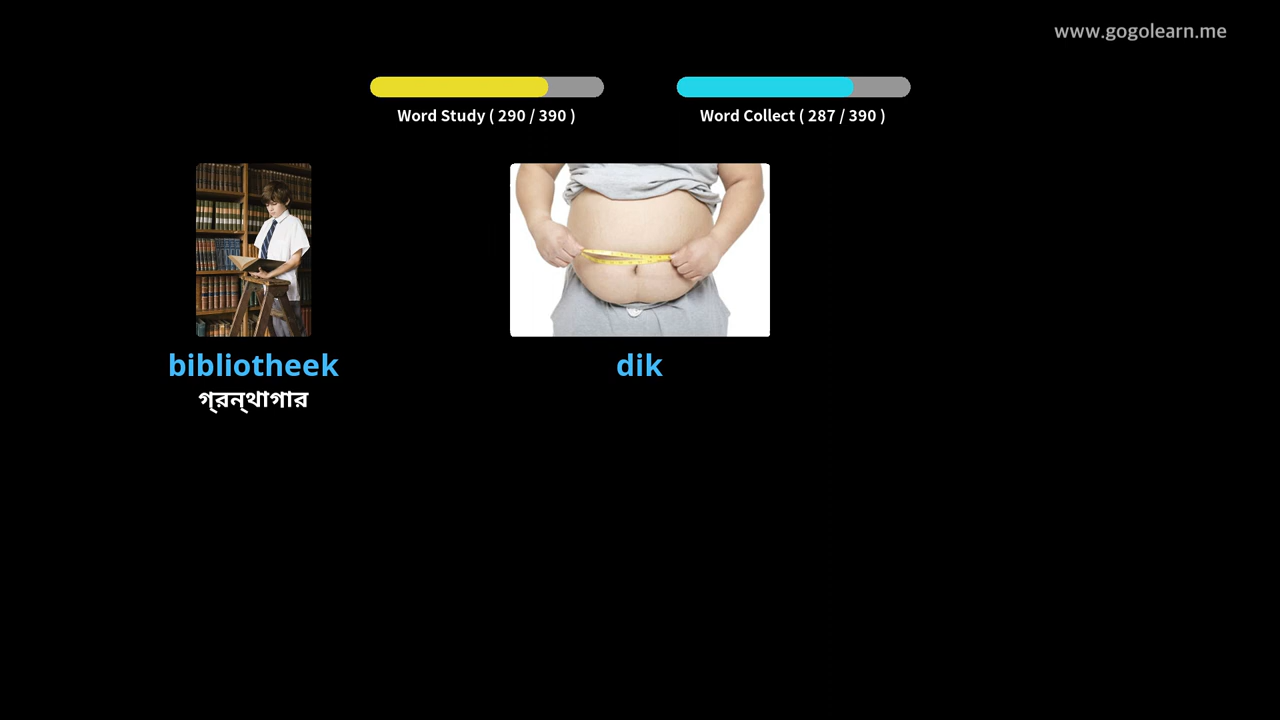 www.gogolearn.me
Word Study ( 290 / 390 )
Word Collect ( 287 / 390 )
bibliotheek
dik
গ্রন্থাগার